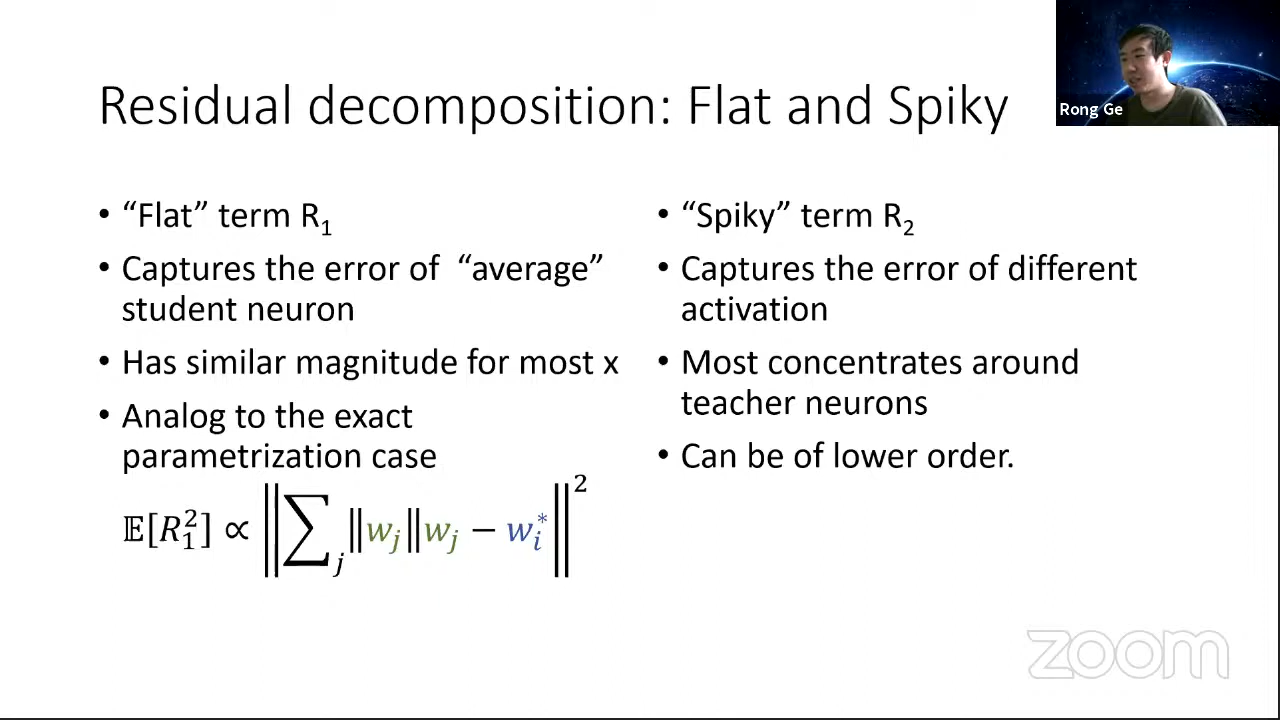 Residual decomposition: Flat and Spiky
Rong Ge
• “Flat” term R₁
• Captures the error of “average”
student neuron
• Has similar magnitude for most x
• Analog to the exact
parametrization case
𝔼[R₁²] ∝ ‖∑ⱼ ‖wⱼ‖wⱼ − wᵢ*‖²
• “Spiky” term R₂
• Captures the error of different
activation
• Most concentrates around
teacher neurons
• Can be of lower order.
zoom